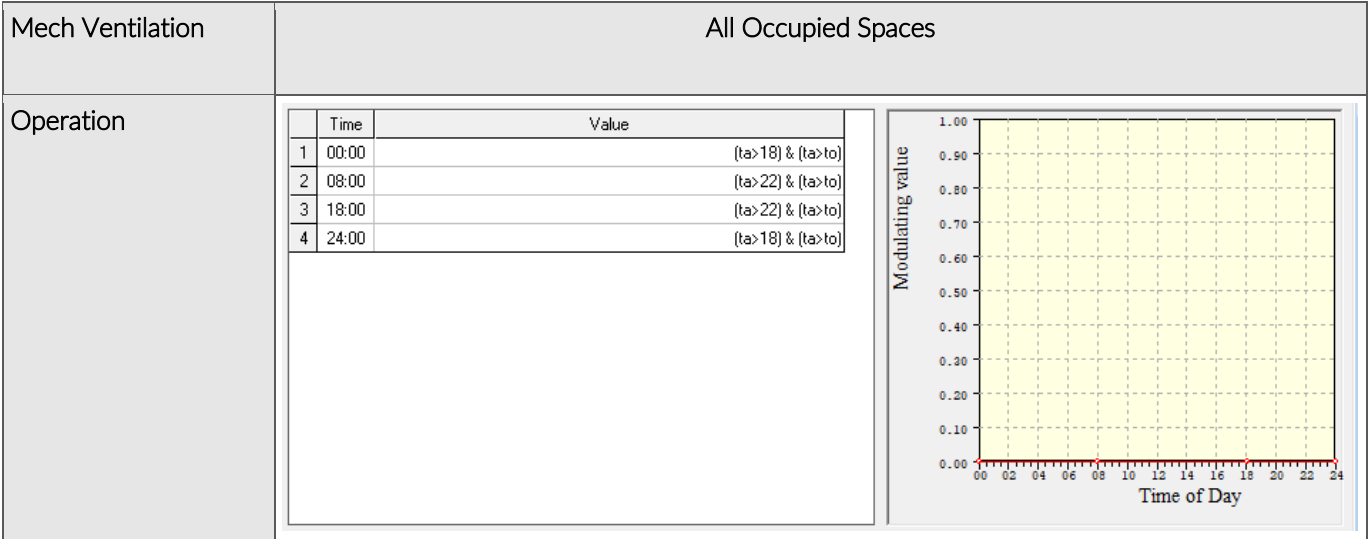 Mech Ventilation
All Occupied Spaces
Operation
Time Value
1 00:00 (ta>18) & (ta>to)
2 08:00 (ta>22) & (ta>to)
3 18:00 (ta>22) & (ta>to)
4 24:00 (ta>18) & (ta>to)
Modulating value
1.00
0.90
0.80
0.70
0.60
0.50
0.40
0.30
0.20
0.10
0.00
00 02 04 06 08 10 12 14 16 18 20 22 24
Time of Day